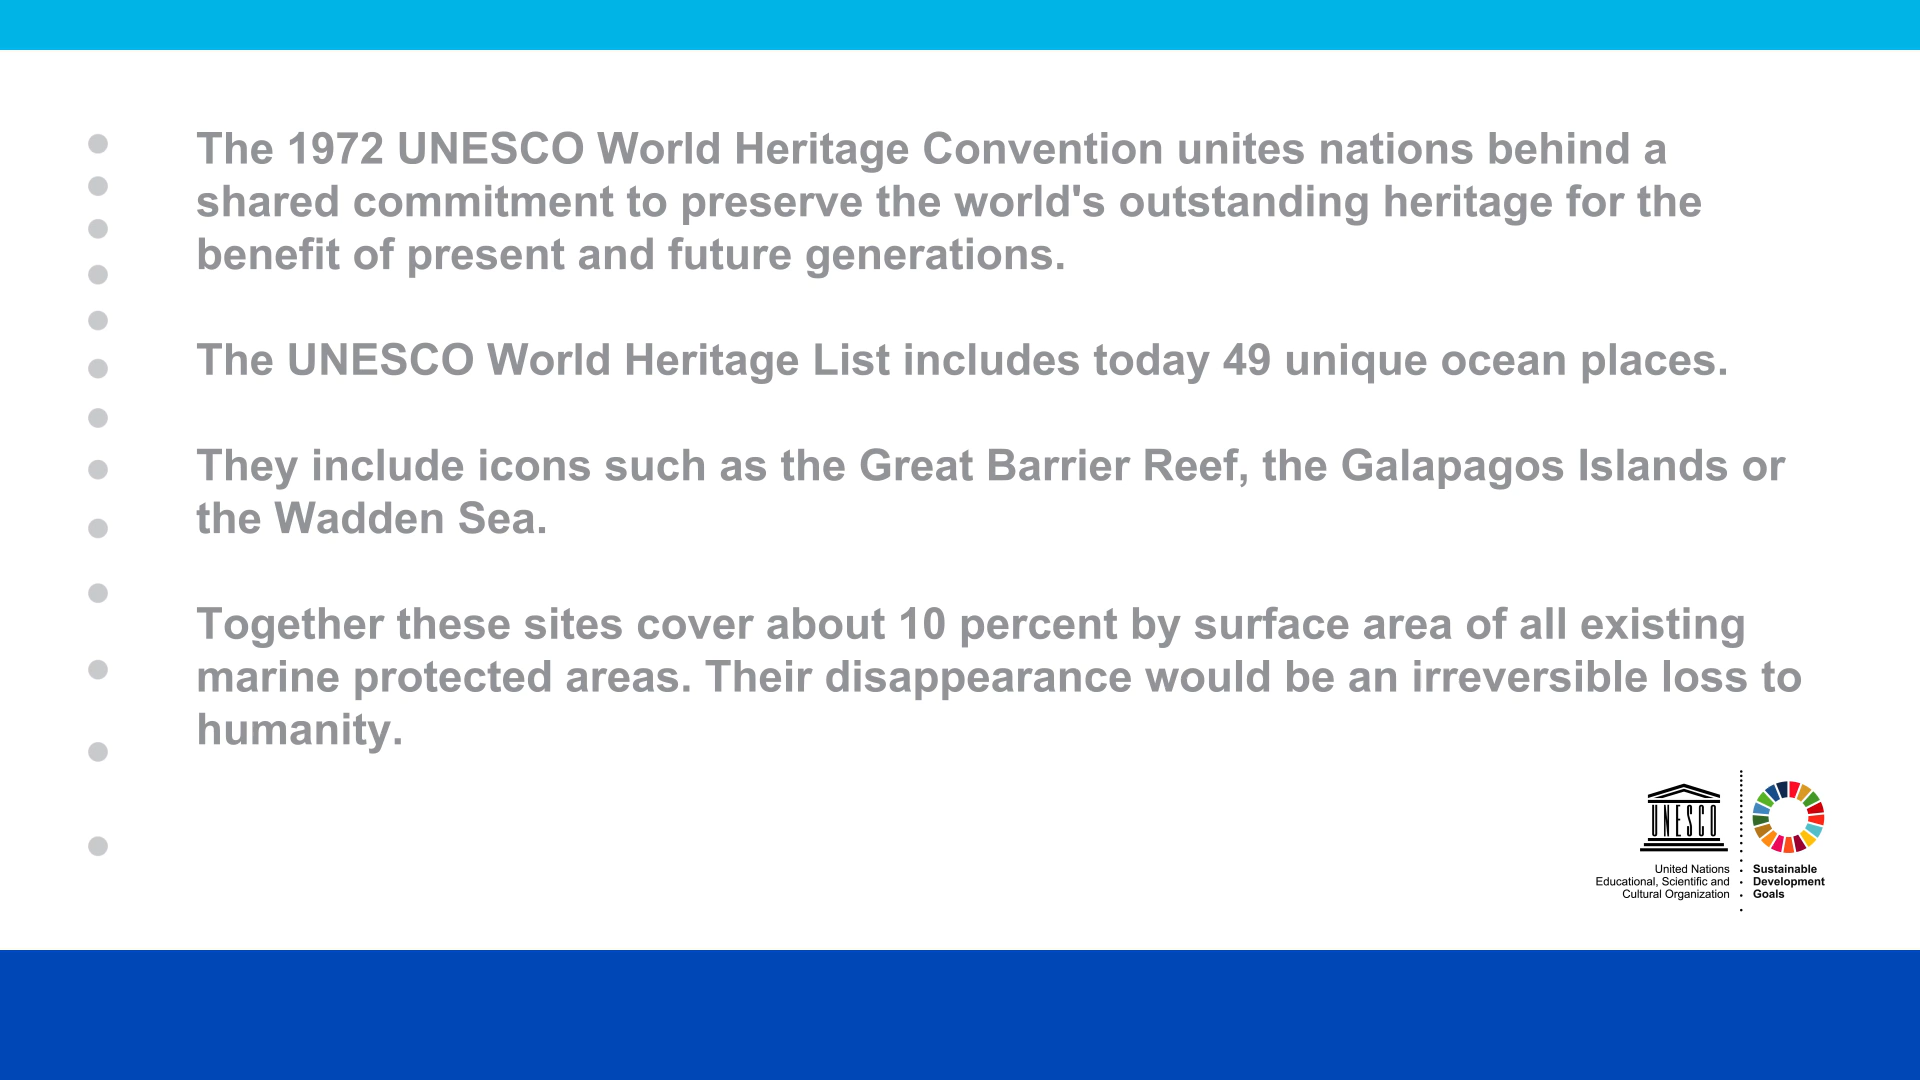 The 1972 UNESCO World Heritage Convention unites nations behind a
shared commitment to preserve the world's outstanding heritage for the
benefit of present and future generations.
The UNESCO World Heritage List includes today 49 unique ocean places.
They include icons such as the Great Barrier Reef, the Galapagos Islands or
the Wadden Sea.
Together these sites cover about 10 percent by surface area of all existing
marine protected areas. Their disappearance would be an irreversible loss to
humanity.
UNESCO
United Nations
Educational, Scientific and
Cultural Organization
Sustainable
Development
Goals